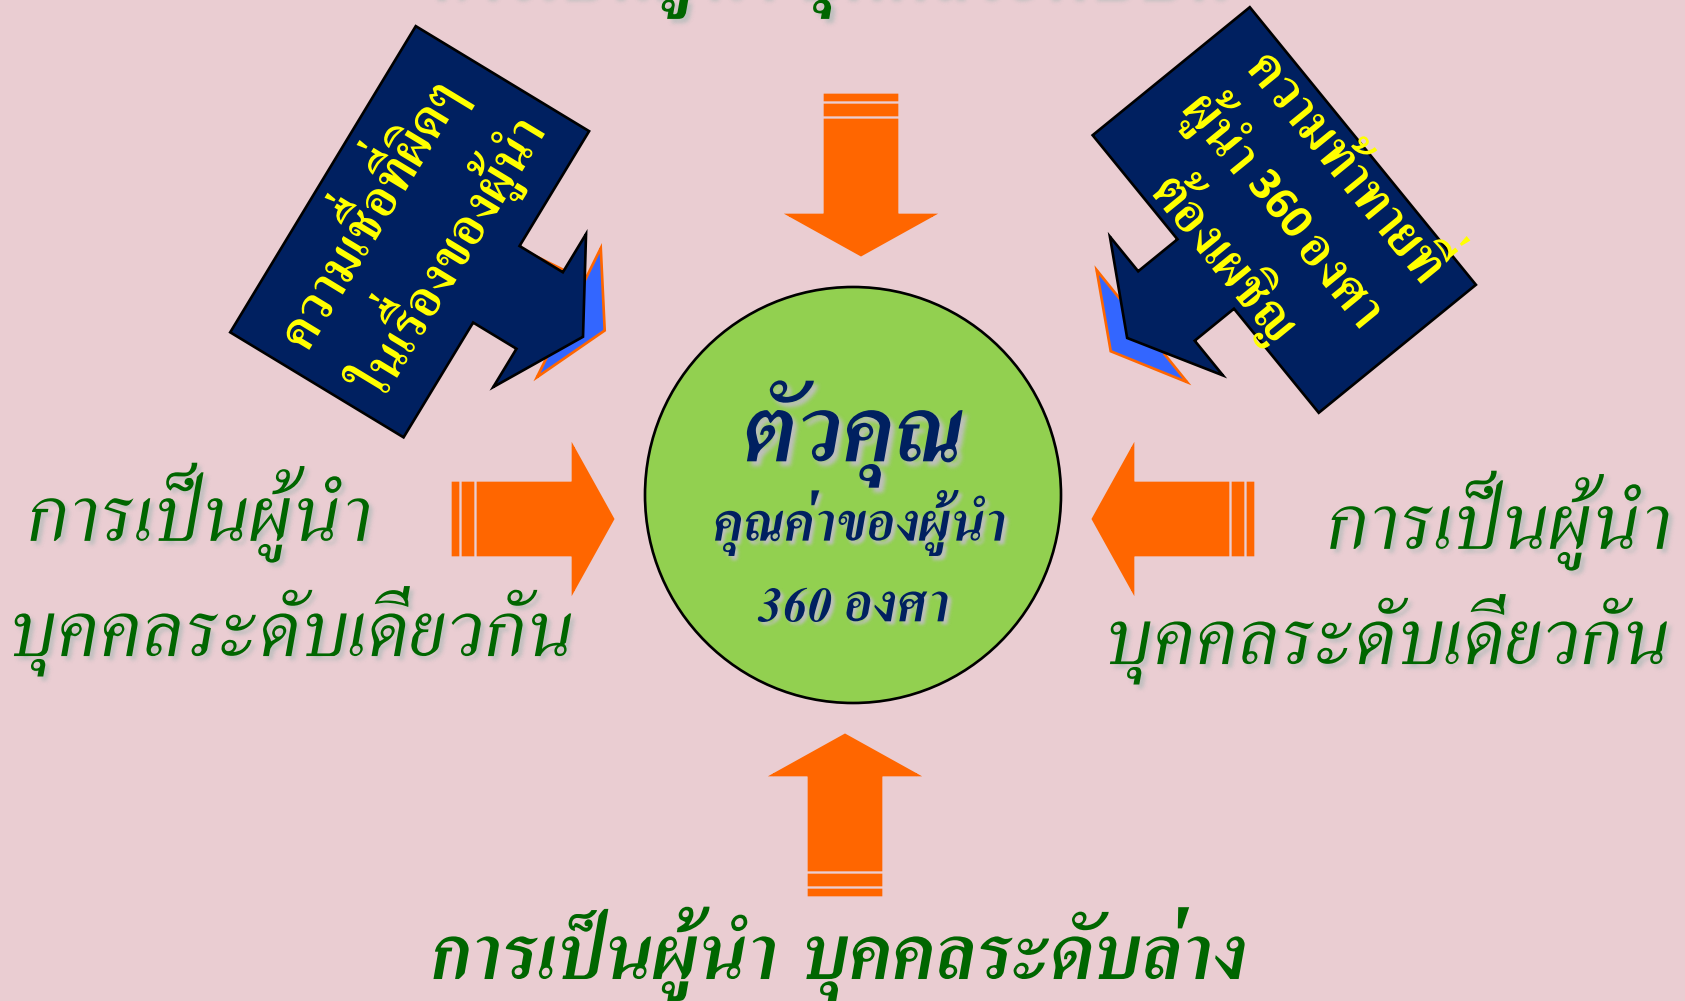 ความเชื่อที่ผิดๆ
ในเรื่องของผู้นำ
ความท้าทายที่
ผู้นำ 360 องศา
ต้องเผชิญ
ตัวคุณ
คุณค่าของผู้นำ
360 องศา
การเป็นผู้นำ
บุคคลระดับเดียวกัน
การเป็นผู้นำ
บุคคลระดับเดียวกัน
การเป็นผู้นำ บุคคลระดับล่าง